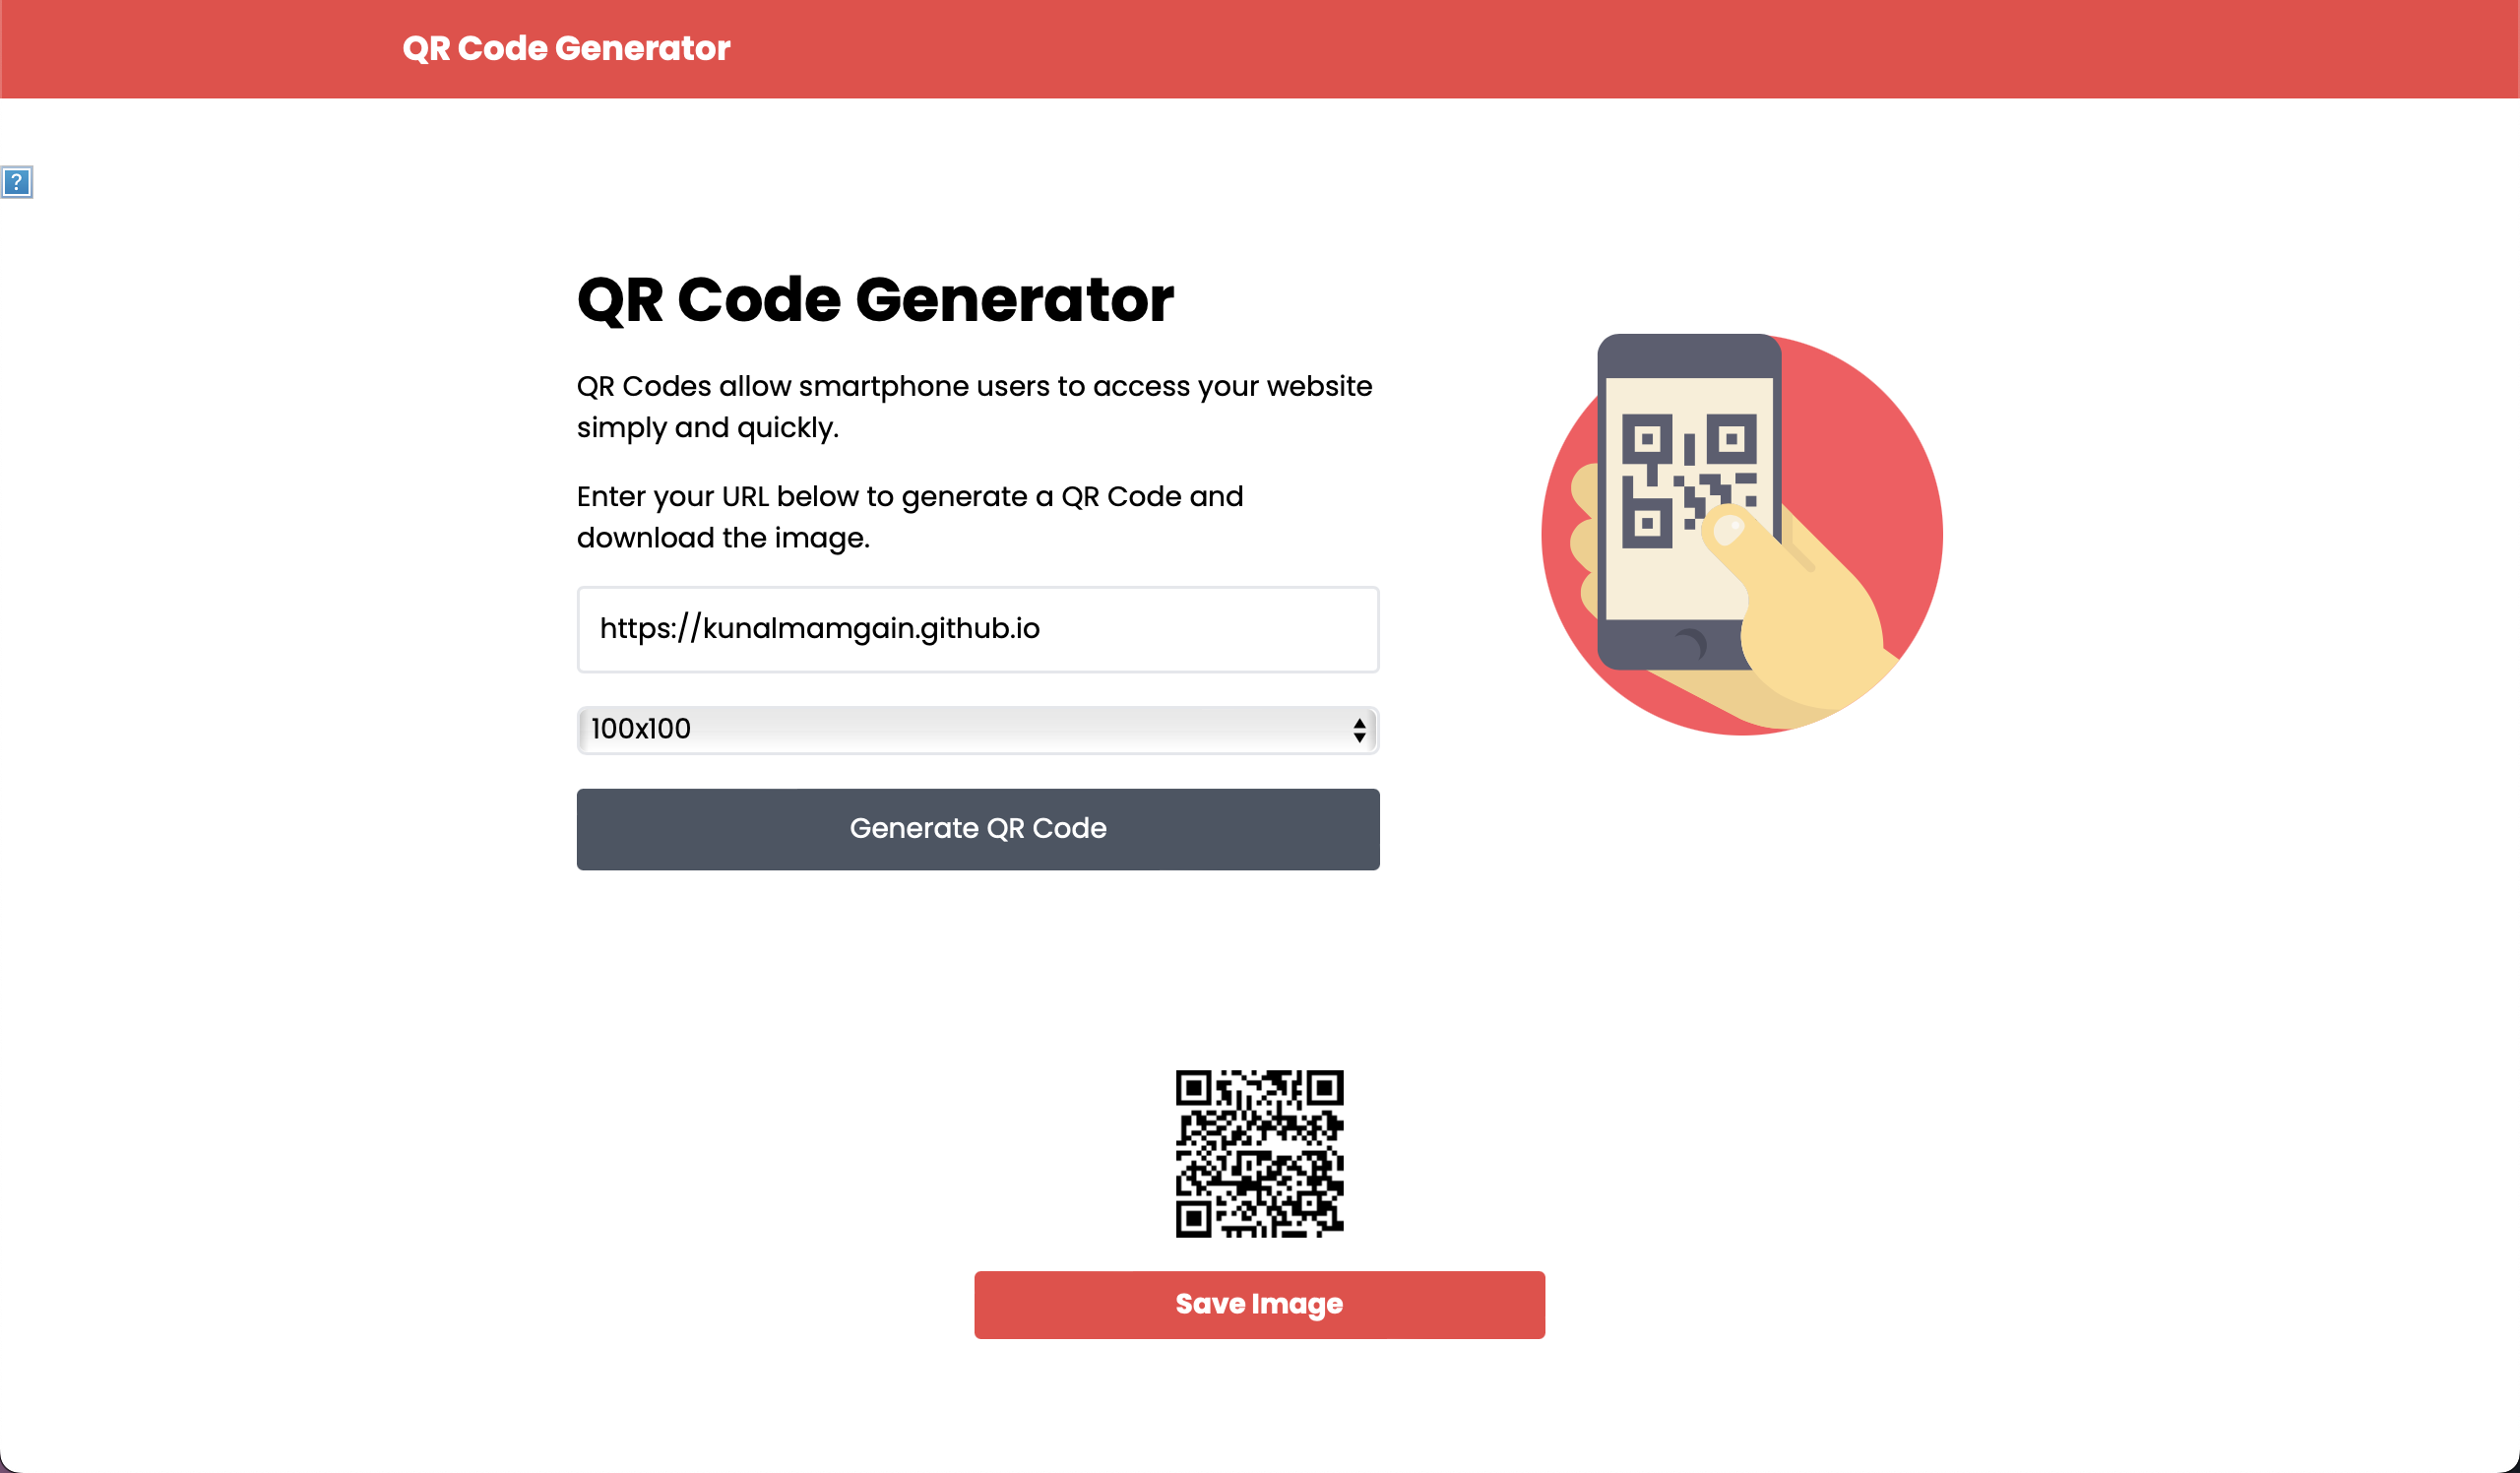 QR Code Generator
?
QR Code Generator
QR Codes allow smartphone users to access your website
simply and quickly.
Enter your URL below to generate a QR Code and
download the image.
https://kunalmamgain.github.io
100x100
Generate QR Code
Save Image